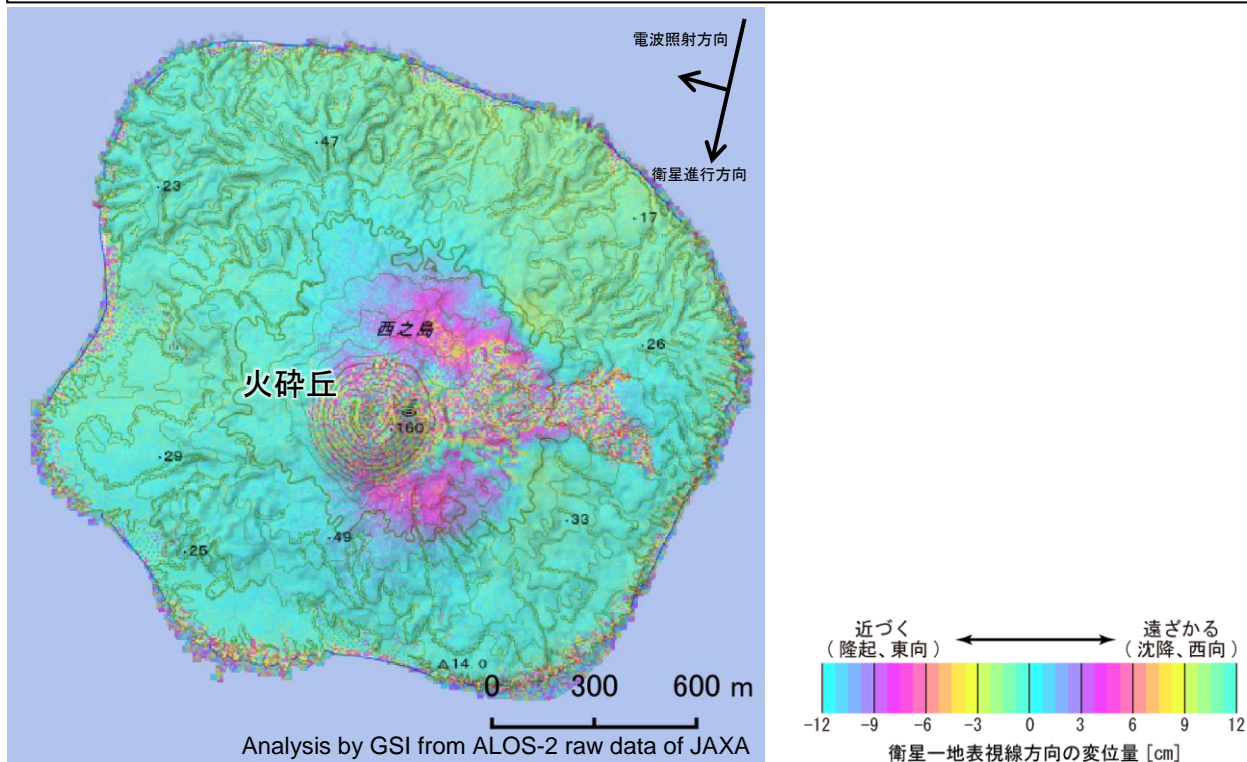 電波照射方向
衛星進行方向
・47
・23
・17
西之島
・26
火砕丘
・160
・29
・33
・49
・25
△14 0
0 300 600 m
Analysis by GSI from ALOS-2 raw data of JAXA
近づく
(隆起、東向)
遠ざかる
(沈降、西向)
-12 -9 -6 -3 0 3 6 9 12
衛星―地表視線方向の変位量 [cm]